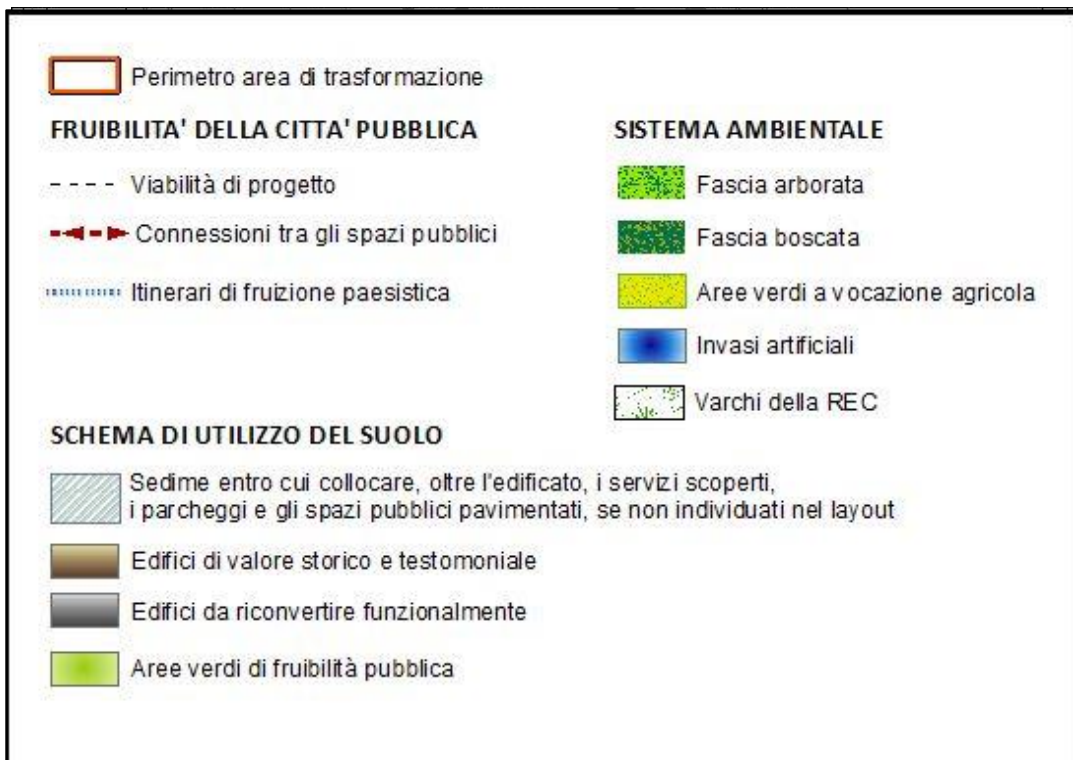 Perimetro area di trasformazione
FRUIBILITA' DELLA CITTA' PUBBLICA
Viabilità di progetto
Connessioni tra gli spazi pubblici
Itinerari di fruizione paesistica
SISTEMA AMBIENTALE
Fascia arborata
Fascia boscata
Aree verdi a vocazione agricola
Invasi artificiali
Varchi della REC
SCHEMA DI UTILIZZO DEL SUOLO
Sedime entro cui collocare, oltre l'edificato, i servizi scoperti,
i parcheggi e gli spazi pubblici pavimentati, se non individuati nel layout
Edifici di valore storico e testomoniale
Edifici da riconvertire funzionalmente
Aree verdi di fruibilità pubblica